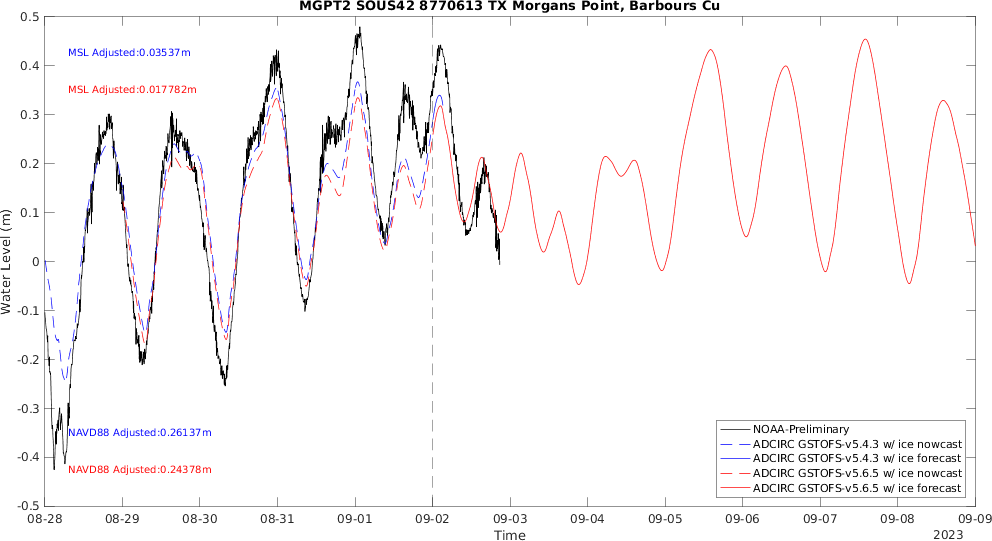 MGPT2 SOUS42 8770613 TX Morgans Point, Barbours Cu
MSL Adjusted:0.03537m
MSL Adjusted:0.017782m
NAVD88 Adjusted:0.26137m
NAVD88 Adjusted:0.24378m
Water Level (m)
0.5
0.4
0.3
0.2
0.1
0
-0.1
-0.2
-0.3
-0.4
-0.5
NOAA-Preliminary
ADCIRC GSTOFS-v5.4.3 w/ ice nowcast
ADCIRC GSTOFS-v5.4.3 w/ ice forecast
ADCIRC GSTOFS-v5.6.5 w/ ice nowcast
ADCIRC GSTOFS-v5.6.5 w/ ice forecast
08-28 08-29 08-30 08-31 09-01 09-02 09-03 09-04 09-05 09-06 09-07 09-08 09-09
Time
2023